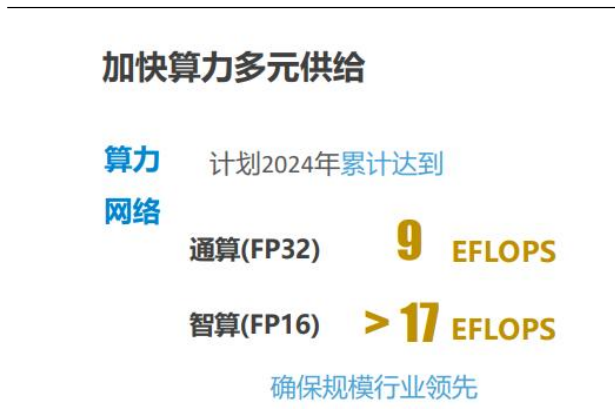 加快算力多元供给
算力
网络
计划2024年累计达到
通算(FP32) 9 EFLOPS
智算(FP16) >17 EFLOPS
确保规模行业领先